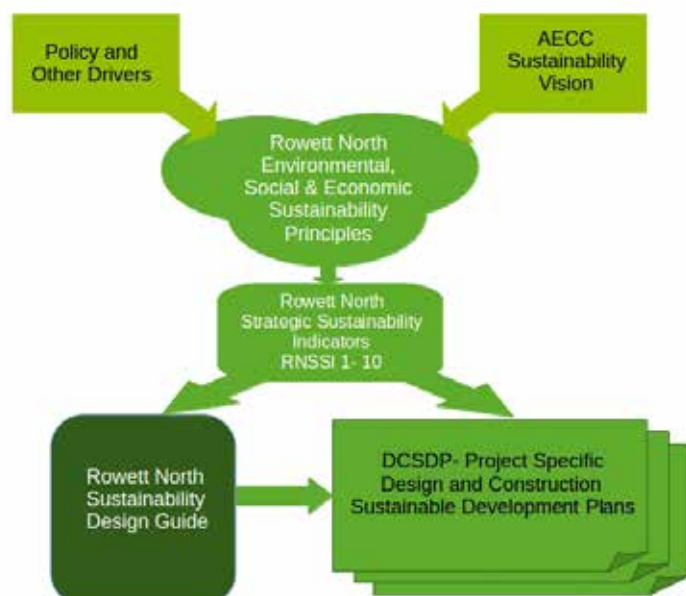 Policy and
Other Drivers
AECC
Sustainability
Vision
Rowett North
Environmental,
Social & Economic
Sustainability
Principles
Rowett North
Strategic Sustainability
Indicators
RNSSI 1- 10
Rowett North
Sustainability
Design Guide
DCSDP- Project Specific
Design and Construction
Sustainable Development Plans